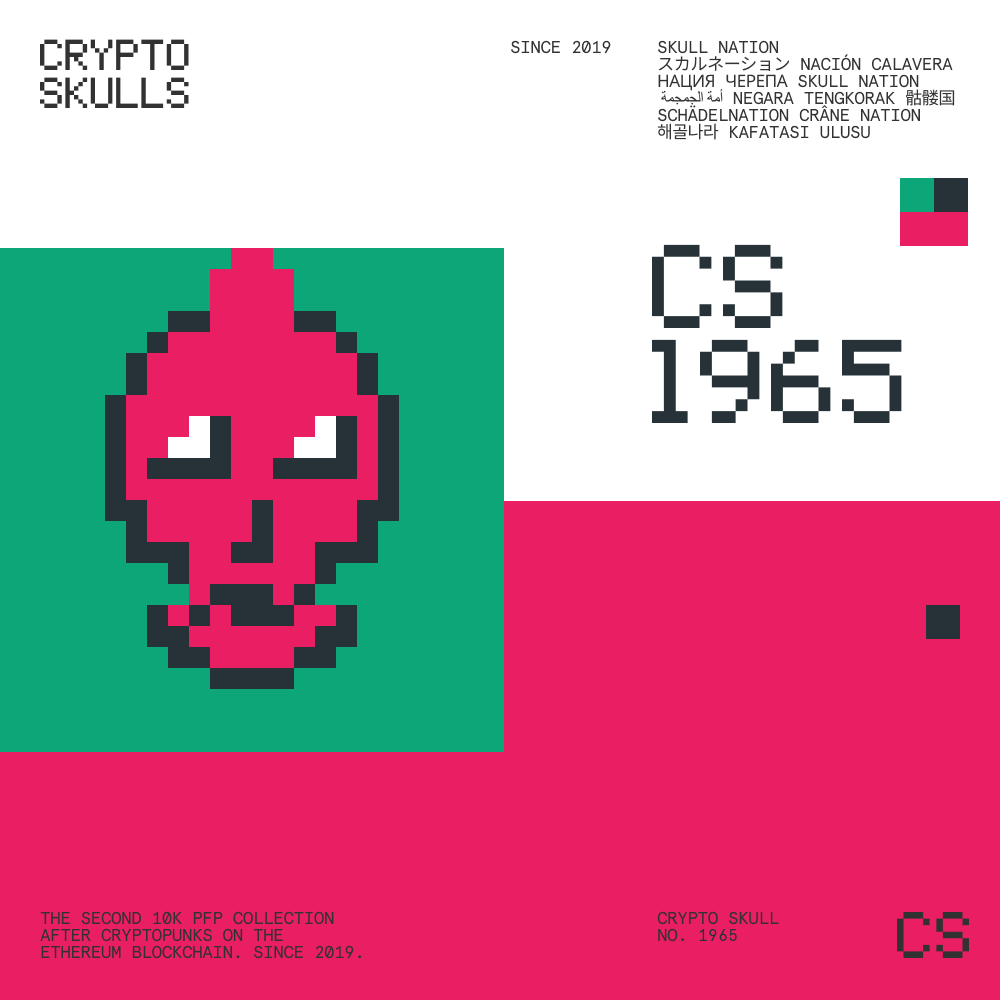 CRYPTO
SKULLS
SINCE 2019
SKULL NATION
スカルネーション NACIÓN CALAVERA
НАЦИЯ ЧЕРЕПА SKULL NATION
أمة الجمجمة NEGARA TENGKORAK 骷髅国
SCHÄDELNATION CRÂNE NATION
해골나라 KAFATASI ULUSU
CS
1965
THE SECOND 10K PFP COLLECTION
AFTER CRYPTOPUNKS ON THE
ETHEREUM BLOCKCHAIN. SINCE 2019.
CRYPTO SKULL
NO. 1965
CS